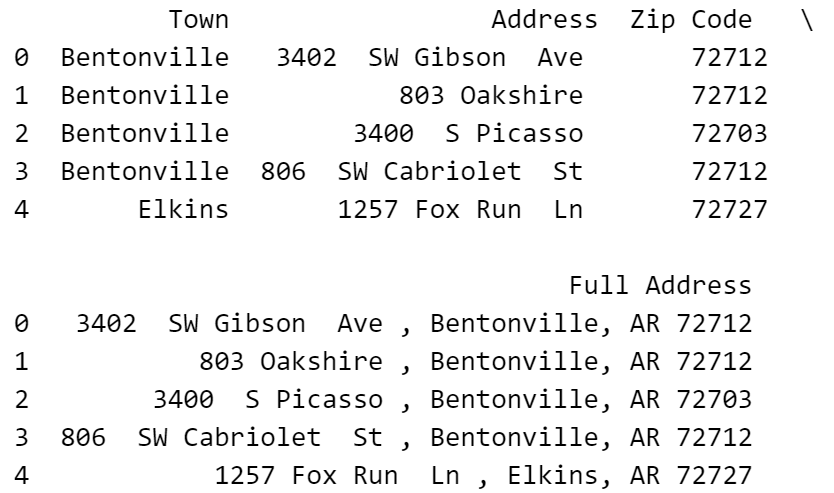 Town                 Address  Zip Code   \
0  Bentonville   3402  SW Gibson  Ave       72712
1  Bentonville           803 Oakshire       72712
2  Bentonville        3400  S Picasso       72703
3  Bentonville  806  SW Cabriolet  St       72712
4       Elkins       1257 Fox Run  Ln       72727
                                    Full Address
0   3402  SW Gibson  Ave , Bentonville, AR 72712
1           803 Oakshire , Bentonville, AR 72712
2        3400  S Picasso , Bentonville, AR 72703
3  806  SW Cabriolet  St , Bentonville, AR 72712
4            1257 Fox Run  Ln , Elkins, AR 72727